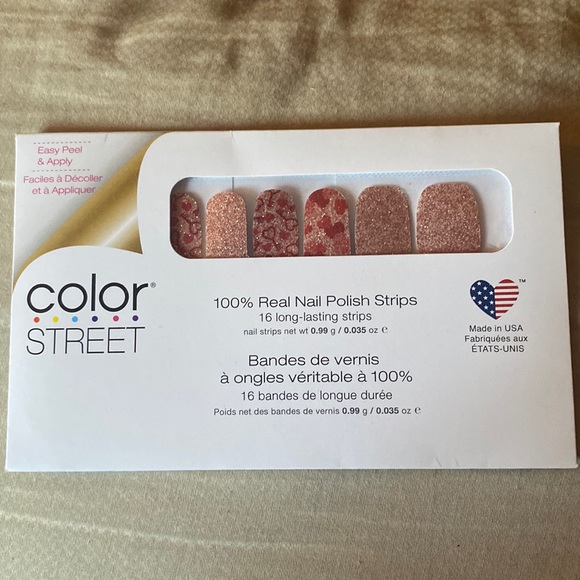 Easy Peel
& Apply
Faciles à Décoller
et à Appliquer
color®
STREET
100% Real Nail Polish Strips
16 long-lasting strips
nail strips net wt 0.99 g / 0.035 oz ℮
Bandes de vernis
à ongles véritable à 100%
16 bandes de longue durée
Poids net des bandes de vernis 0.99 g / 0.035 oz ℮
™
Made in USA
Fabriquées aux
ÉTATS-UNIS